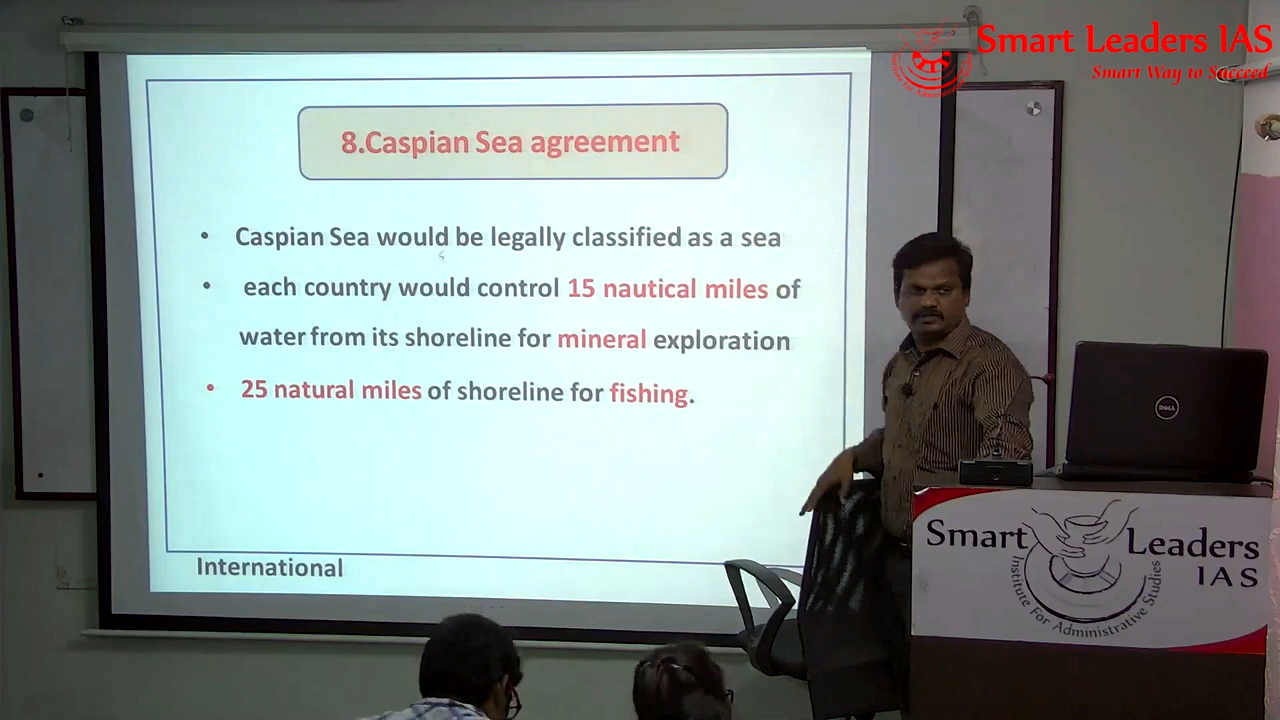 Smart Leaders IAS
Smart Way to Succeed
8.Caspian Sea agreement
• Caspian Sea would be legally classified as a sea
• each country would control 15 nautical miles of
water from its shoreline for mineral exploration
• 25 natural miles of shoreline for fishing.
International
DELL
Smart Leaders
IAS
Institute For Administrative Studies